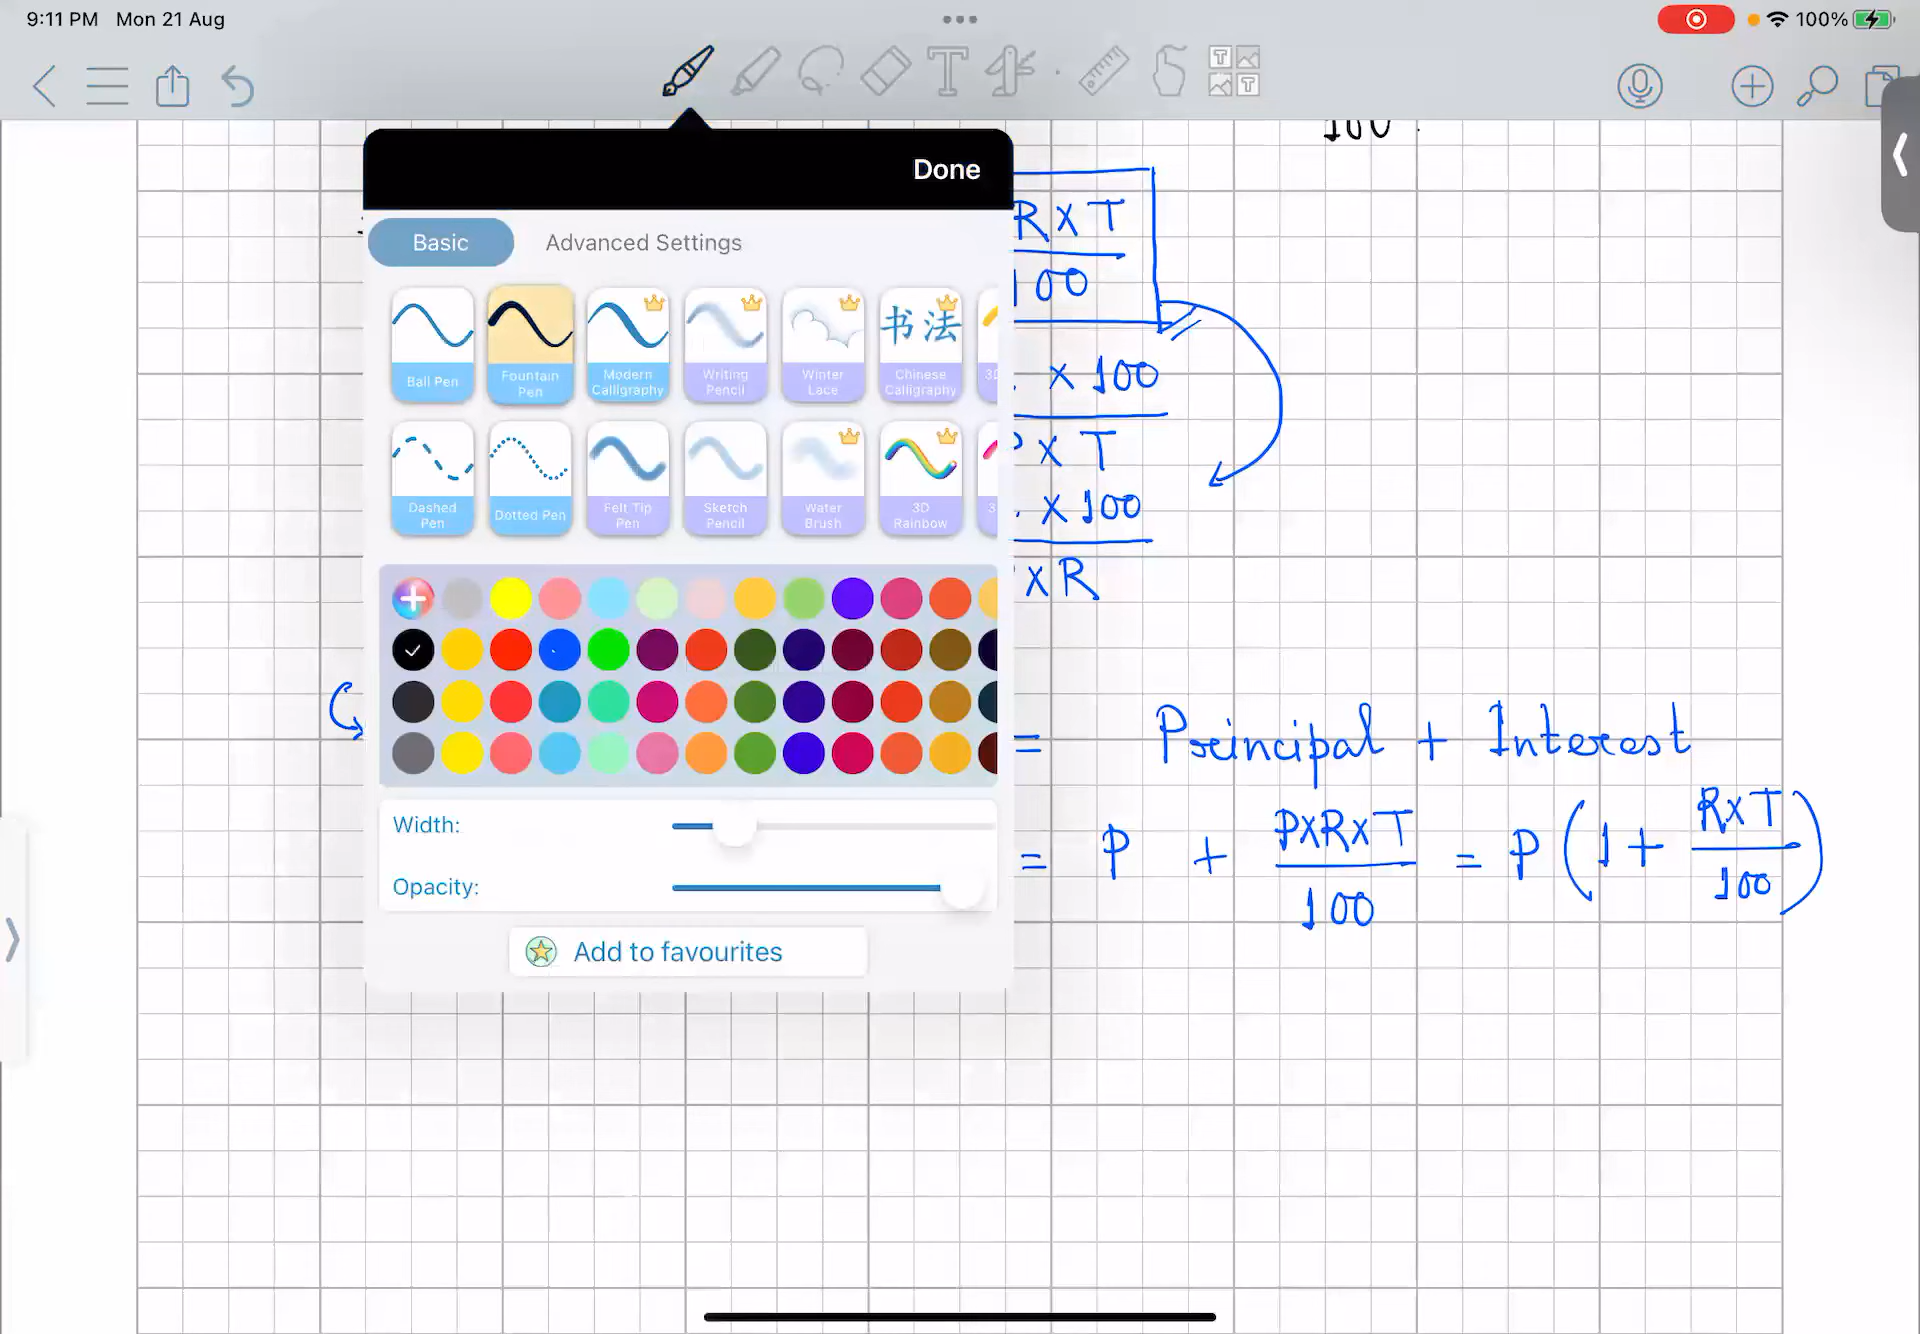 9:11 PM Mon 21 Aug
100%
100
Done
Basic Advanced Settings
Ball Pen
Fountain Pen
Modern Calligraphy
Writing Pencil
Winter Lace
书法
Chinese Calligraphy
Dashed Pen
Dotted Pen
Felt Tip Pen
Sketch Pencil
Water Brush
3D Rainbow
Width:
Opacity:
Add to favourites
R x T
100
x 100
x T
x 100
x R
= Principal + Interest
= P + PxRxT / 100 = P (1 + RxT / 100)